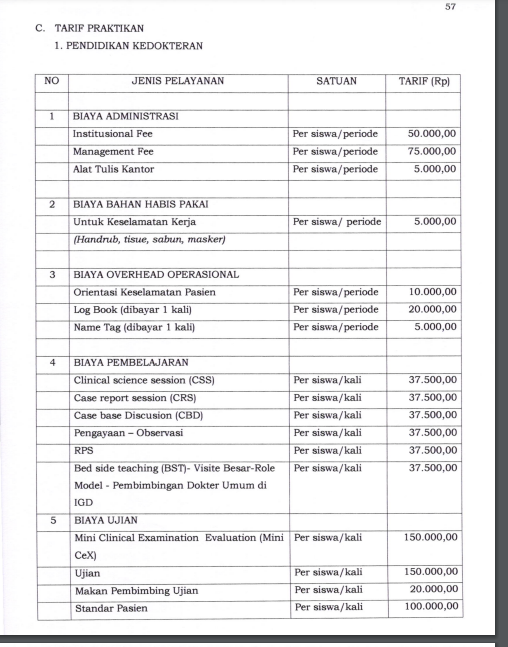 57
C. TARIF PRAKTIKAN
1. PENDIDIKAN KEDOKTERAN
NO JENIS PELAYANAN SATUAN TARIF (Rp)
1 BIAYA ADMINISTRASI
Institusional Fee Per siswa/periode 50.000,00
Management Fee Per siswa/periode 75.000,00
Alat Tulis Kantor Per siswa/periode 5.000,00
2 BIAYA BAHAN HABIS PAKAI
Untuk Keselamatan Kerja Per siswa/ periode 5.000,00
(Handrub, tisue, sabun, masker)
3 BIAYA OVERHEAD OPERASIONAL
Orientasi Keselamatan Pasien Per siswa/periode 10.000,00
Log Book (dibayar 1 kali) Per siswa/periode 20.000,00
Name Tag (dibayar 1 kali) Per siswa/periode 5.000,00
4 BIAYA PEMBELAJARAN
Clinical science session (CSS) Per siswa/kali 37.500,00
Case report session (CRS) Per siswa/kali 37.500,00
Case base Discusion (CBD) Per siswa/kali 37.500,00
Pengayaan – Observasi Per siswa/kali 37.500,00
RPS Per siswa/kali 37.500,00
Bed side teaching (BST)- Visite Besar-Role Per siswa/kali 37.500,00
Model - Pembimbingan Dokter Umum di
IGD
5 BIAYA UJIAN
Mini Clinical Examination Evaluation (Mini Per siswa/kali 150.000,00
CeX)
Ujian Per siswa/kali 150.000,00
Makan Pembimbing Ujian Per siswa/kali 20.000,00
Standar Pasien Per siswa/kali 100.000,00